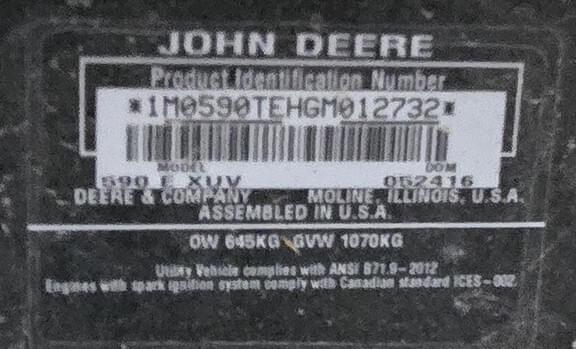 JOHN DEERE
Product Identification Number
*1M0590TEHGM012732*
MODEL DOM
590 E XUV 052416
DEERE & COMPANY MOLINE, ILLINOIS, U.S.A.
ASSEMBLED IN U.S.A.
OW 645KG GVW 1070KG
Utility Vehicle complies with ANSI B71.9-2012
Engines with spark ignition system comply with Canadian standard ICES-002